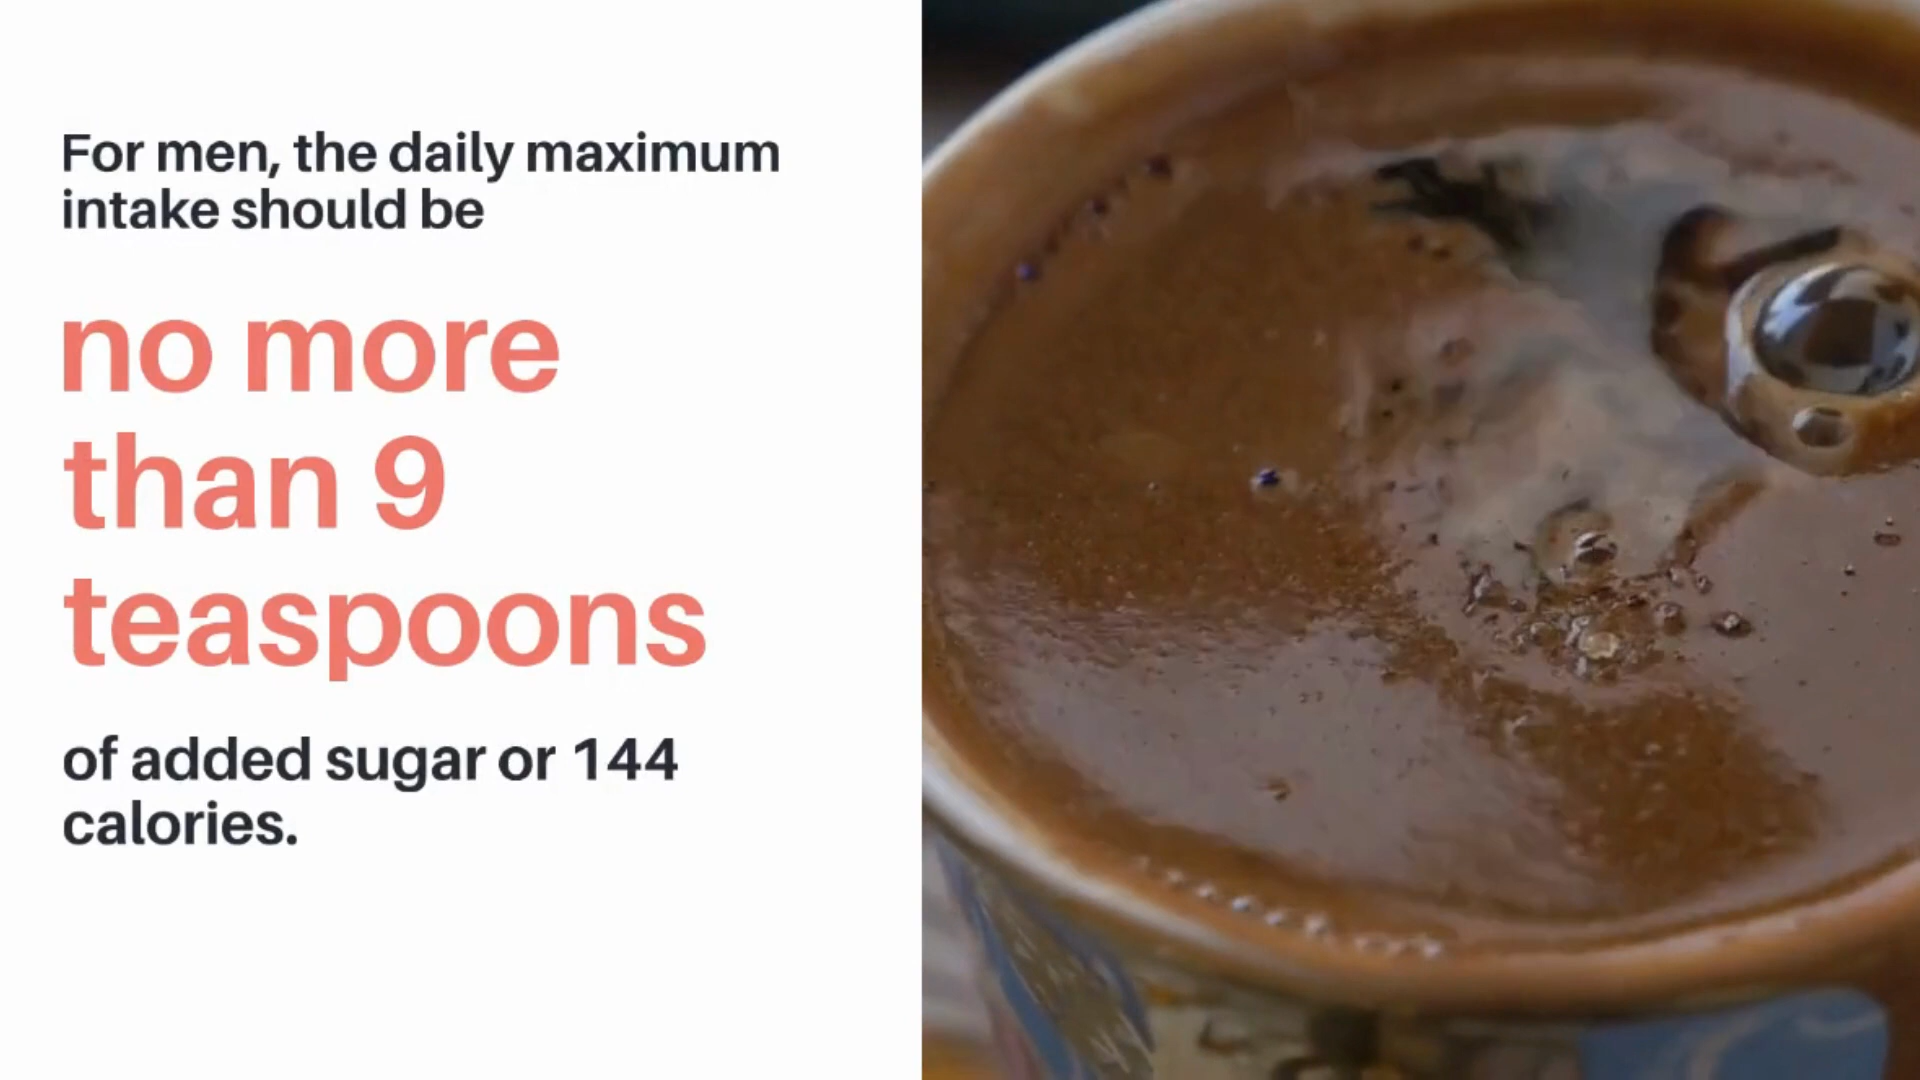 For men, the daily maximum
intake should be
no more
than 9
teaspoons
of added sugar or 144
calories.